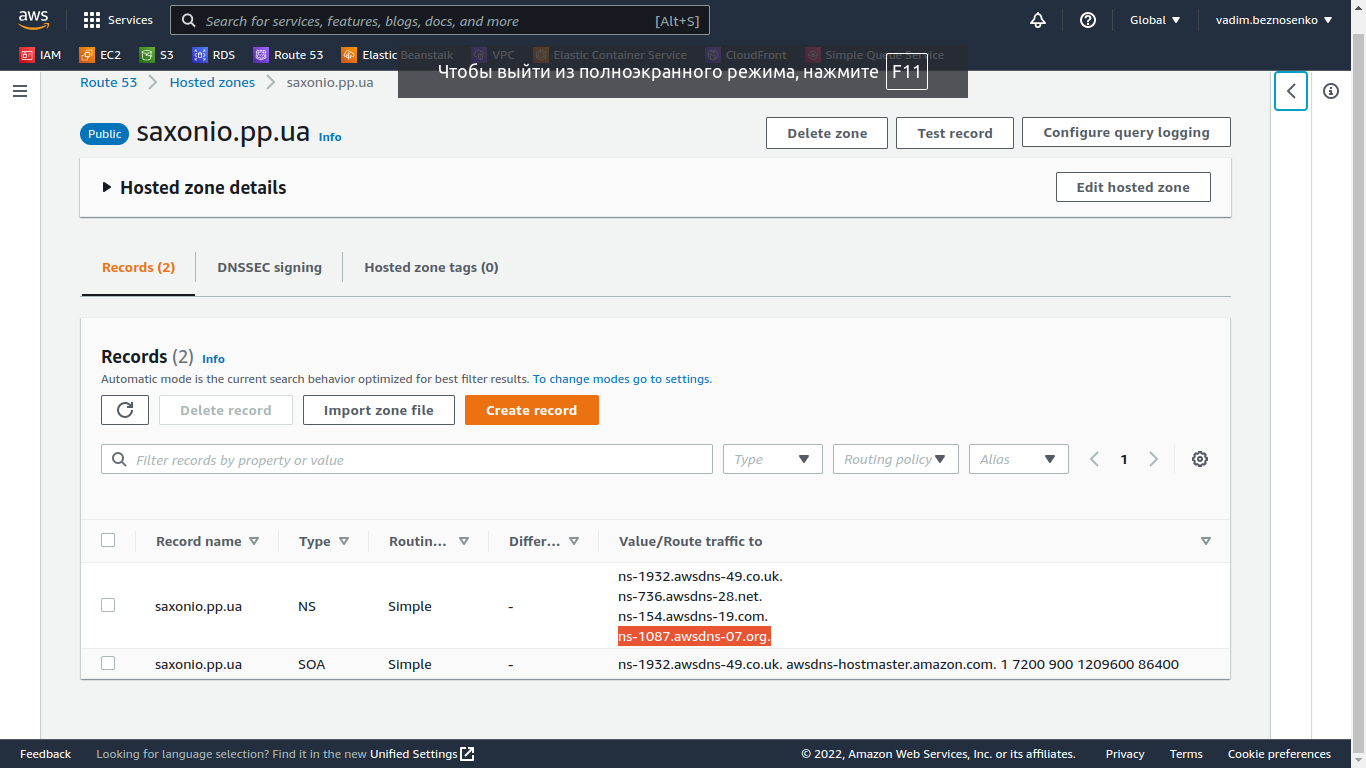 aws Services Search for services, features, blogs, docs, and more [Alt+S] Global vadim.beznosenko
IAM EC2 S3 RDS Route 53 Elastic Beanstalk VPC Elastic Container Service CloudFront Simple Queue Service
Чтобы выйти из полноэкранного режима, нажмите F11
Route 53 Hosted zones saxonio.pp.ua
Public saxonio.pp.ua Info Delete zone Test record Configure query logging
Hosted zone details Edit hosted zone
Records (2) DNSSEC signing Hosted zone tags (0)
Records (2) Info
Automatic mode is the current search behavior optimized for best filter results. To change modes go to settings.
Delete record Import zone file Create record
Filter records by property or value Type Routing policy Alias 1
Record name Type Routin... Differ... Value/Route traffic to
ns-1932.awsdns-49.co.uk.
ns-736.awsdns-28.net.
saxonio.pp.ua NS Simple -
ns-154.awsdns-19.com.
ns-1087.awsdns-07.org.
saxonio.pp.ua SOA Simple - ns-1932.awsdns-49.co.uk. awsdns-hostmaster.amazon.com. 1 7200 900 1209600 86400
Feedback Looking for language selection? Find it in the new Unified Settings © 2022, Amazon Web Services, Inc. or its affiliates. Privacy Terms Cookie preferences